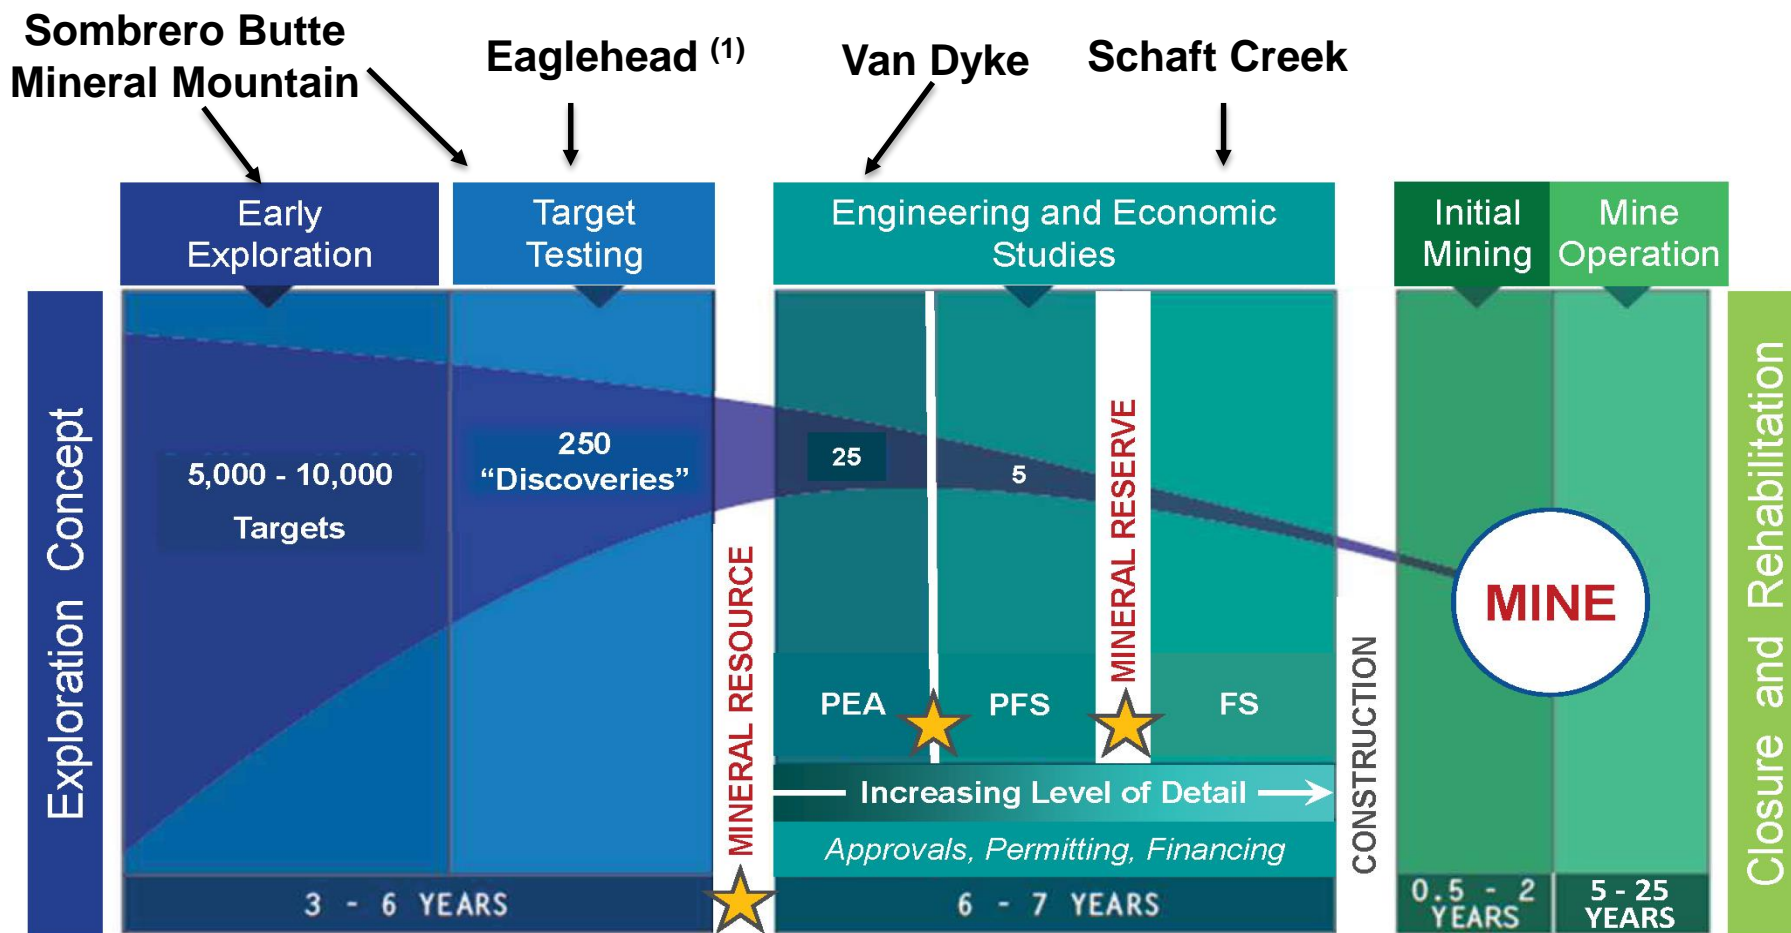 Sombrero Butte
Mineral Mountain
Eaglehead (1)
Van Dyke
Schaft Creek
Early
Exploration
Target
Testing
Engineering and Economic
Studies
Initial
Mining
Mine
Operation
Exploration Concept
5,000 - 10,000
Targets
250
“Discoveries”
MINERAL RESOURCE
25
5
MINERAL RESERVE
PEA
PFS
FS
Increasing Level of Detail
Approvals, Permitting, Financing
CONSTRUCTION
MINE
Closure and Rehabilitation
3 - 6 YEARS
6 - 7 YEARS
0.5 - 2
YEARS
5 - 25
YEARS